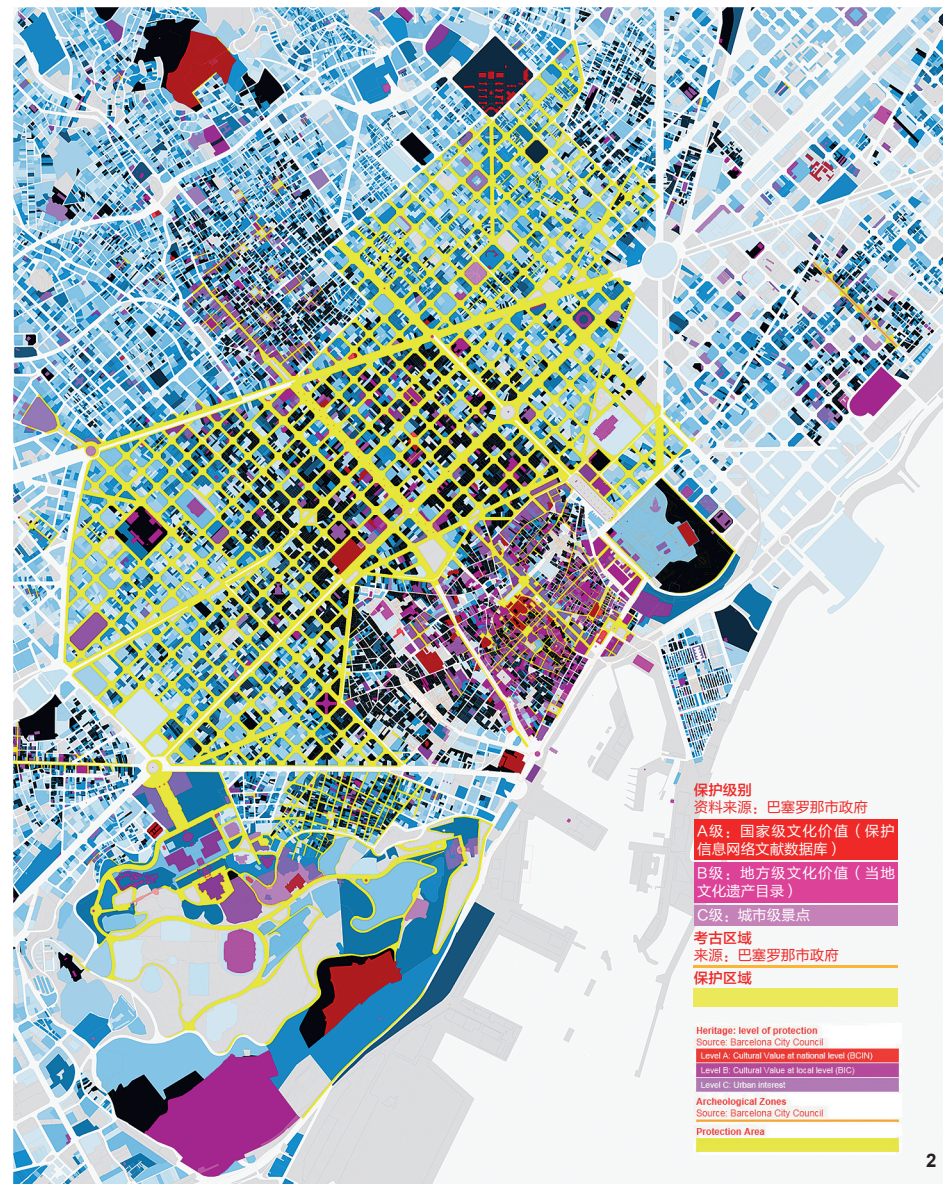 保护级别
资料来源：巴塞罗那市政府
A级：国家级文化价值（保护
信息网络文献数据库）
B级：地方级文化价值（当地
文化遗产目录）
C级：城市级景点
考古区域
来源：巴塞罗那市政府
保护区域
Heritage: level of protection
Source: Barcelona City Council
Level A: Cultural Value at national level (BCIN)
Level B: Cultural Value at local level (BIC)
Level C: Urban interest
Archeological Zones
Source: Barcelona City Council
Protection Area
2